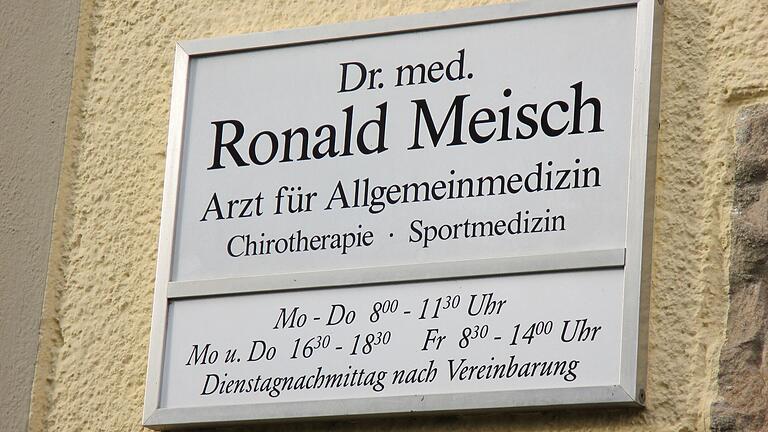 Dr. med.
Ronald Meisch
Arzt für Allgemeinmedizin
Chirotherapie · Sportmedizin
Mo - Do 8⁰⁰ - 11³⁰ Uhr
Mo u. Do 16³⁰ - 18³⁰ Fr 8³⁰ - 14⁰⁰ Uhr
Dienstagnachmittag nach Vereinbarung